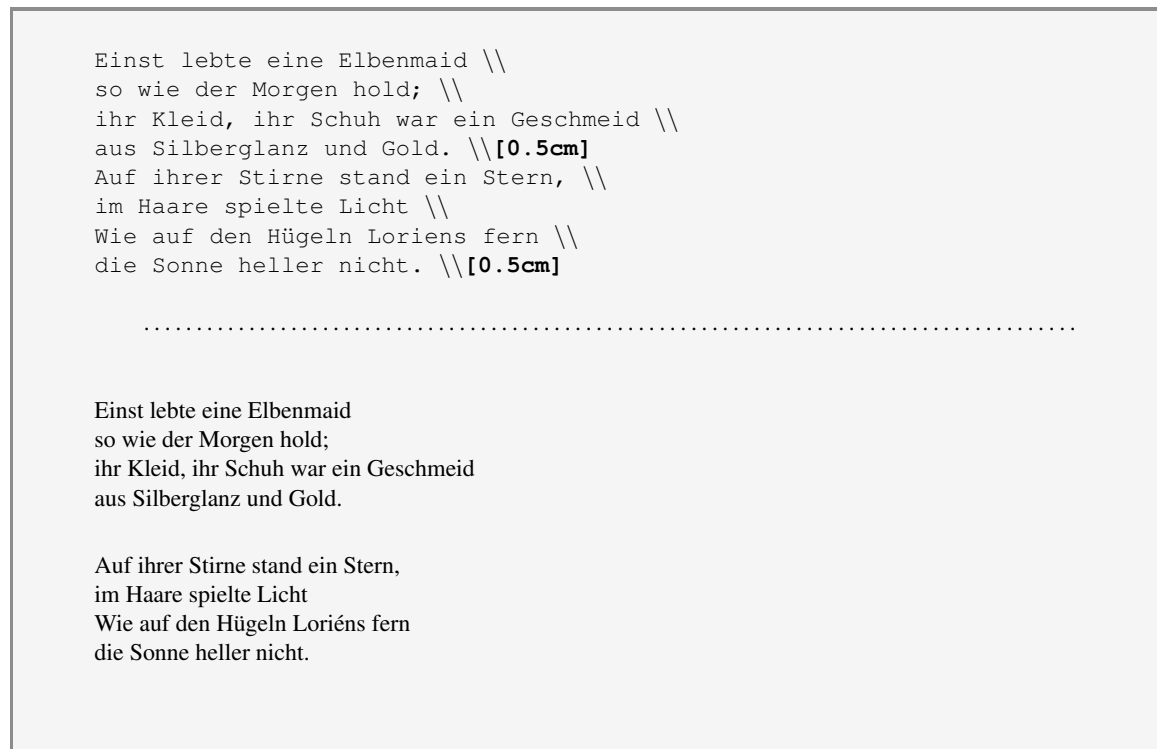 Einst lebte eine Elbenmaid \\
so wie der Morgen hold; \\
ihr Kleid, ihr Schuh war ein Geschmeid \\
aus Silberglanz und Gold. \\[0.5cm]
Auf ihrer Stirne stand ein Stern, \\
im Haare spielte Licht \\
Wie auf den Hügeln Loriens fern \\
die Sonne heller nicht. \\[0.5cm]
.........................................................................................
Einst lebte eine Elbenmaid
so wie der Morgen hold;
ihr Kleid, ihr Schuh war ein Geschmeid
aus Silberglanz und Gold.
Auf ihrer Stirne stand ein Stern,
im Haare spielte Licht
Wie auf den Hügeln Loriéns fern
die Sonne heller nicht.